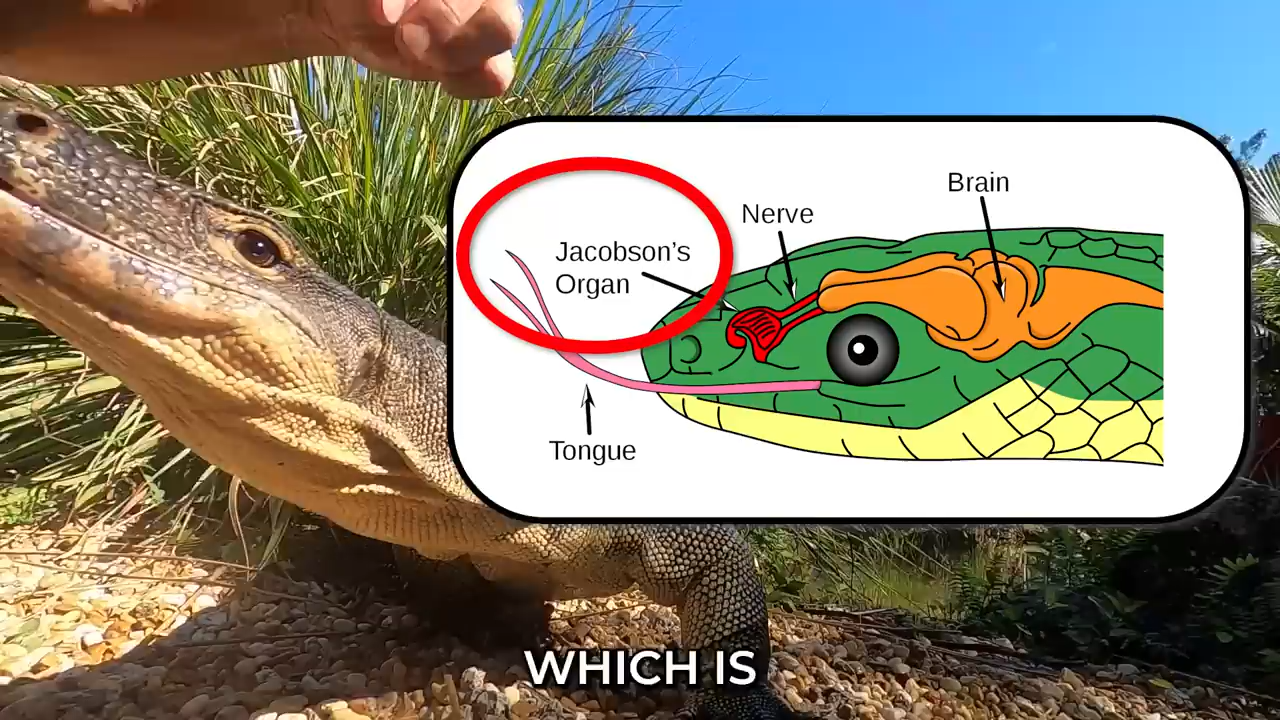 Brain
Nerve
Jacobson's
Organ
Tongue
WHICH IS